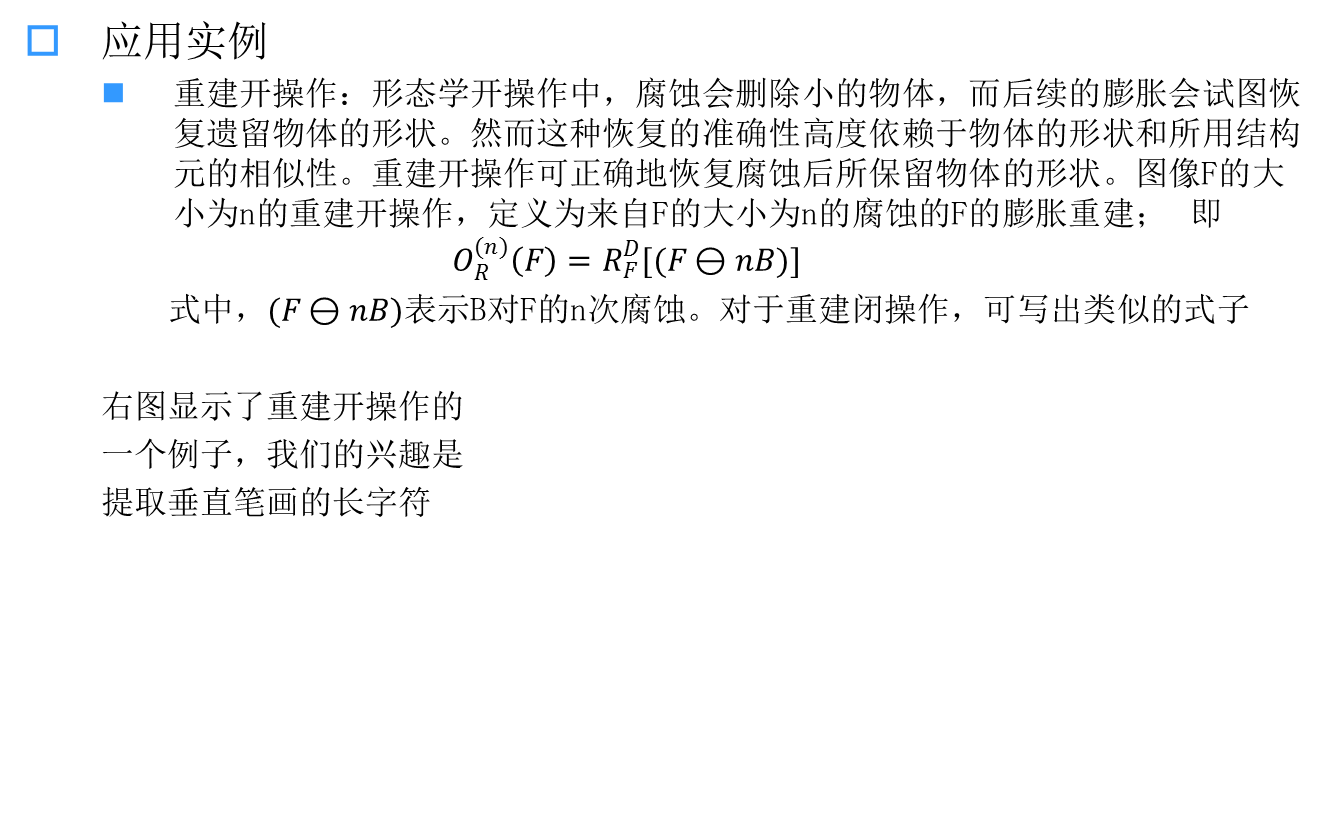 应用实例
重建开操作：形态学开操作中，腐蚀会删除小的物体，而后续的膨胀会试图恢
复遗留物体的形状。然而这种恢复的准确性高度依赖于物体的形状和所用结构
元的相似性。重建开操作可正确地恢复腐蚀后所保留物体的形状。图像F的大
小为n的重建开操作，定义为来自F的大小为n的腐蚀的F的膨胀重建； 即
O_R^{(n)}(F) = R_F^D[(F ⊖ nB)]
式中，(F ⊖ nB)表示B对F的n次腐蚀。对于重建闭操作，可写出类似的式子
右图显示了重建开操作的
一个例子，我们的兴趣是
提取垂直笔画的长字符